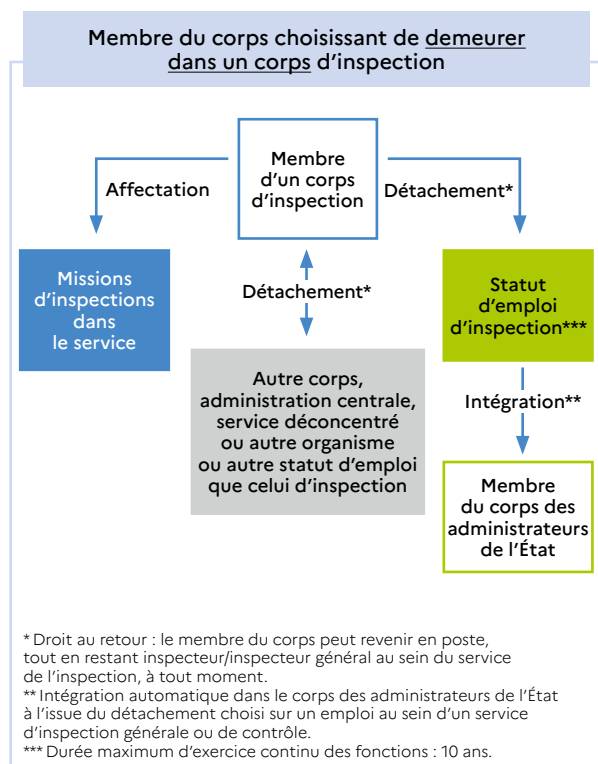 Membre du corps choisissant de demeurer
dans un corps d'inspection
Membre
d'un corps
d'inspection
Affectation
Détachement*
Missions
d'inspections
dans
le service
Détachement*
Statut
d'emploi
d'inspection***
Autre corps,
administration centrale,
service déconcentré
ou autre organisme
ou autre statut d'emploi
que celui d'inspection
Intégration**
Membre
du corps des
administrateurs
de l'État
* Droit au retour : le membre du corps peut revenir en poste,
tout en restant inspecteur/inspecteur général au sein du service
de l'inspection, à tout moment.
** Intégration automatique dans le corps des administrateurs de l'État
à l'issue du détachement choisi sur un emploi au sein d'un service
d'inspection générale ou de contrôle.
*** Durée maximum d'exercice continu des fonctions : 10 ans.